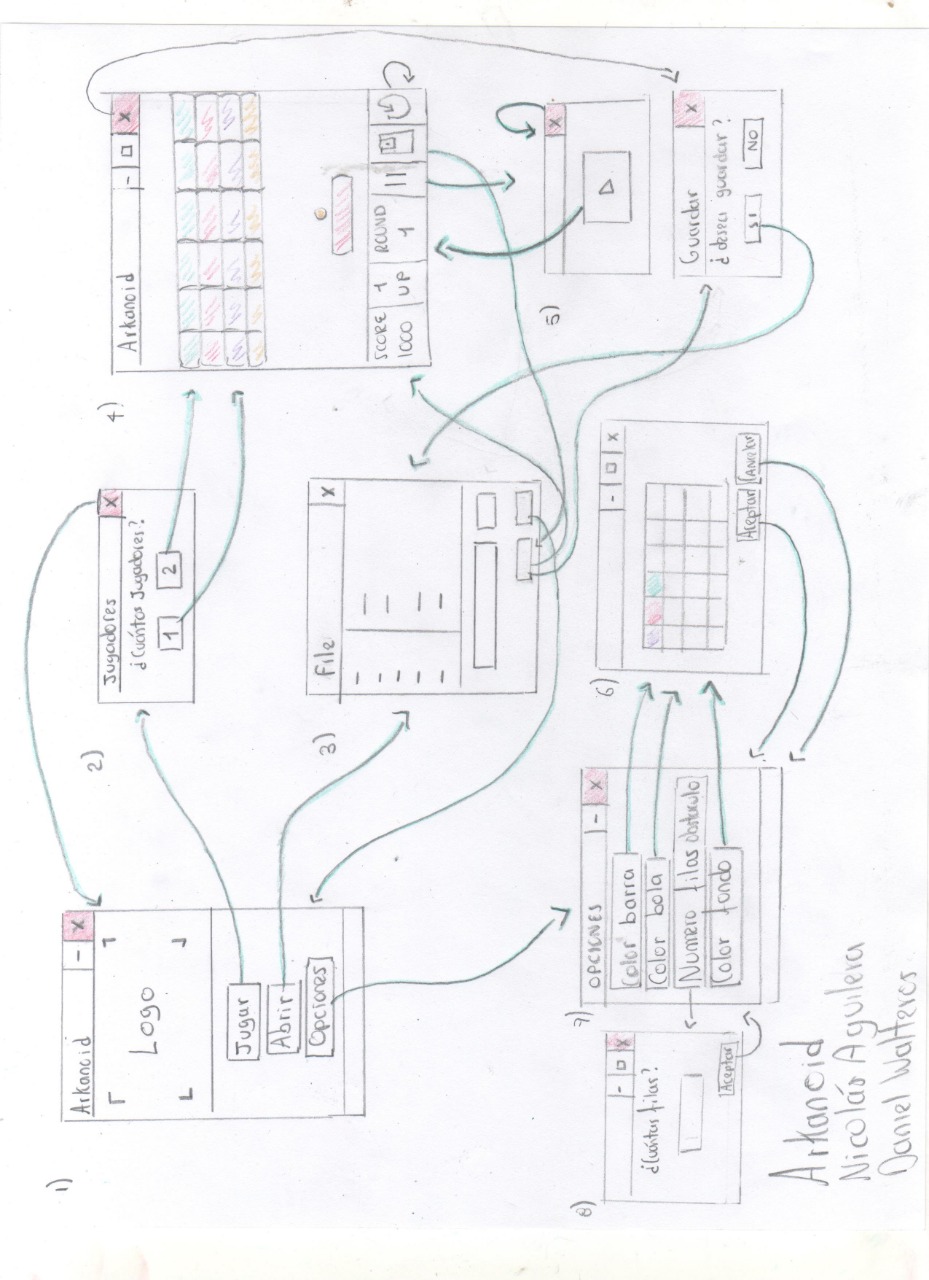 1)
Arkanoid - X
Logo
Jugar
Abrir
Opciones
2)
Jugadores X
¿Cuántos Jugadores?
1 2
3)
File X
4)
Arkanoid - X
SCORE 1 ROUND
1000 UP 1
5)
X
Guardar X
¿desea guardar?
SI NO
6)
- X
Aceptar Cancelar
7)
OPCIONES - X
Color barra
Color bola
Numero filas obstaculo
Color fondo
8)
- X
¿Cuántas filas?
Aceptar
Arkanoid
Nicolás Aguilera
Daniel Walteros